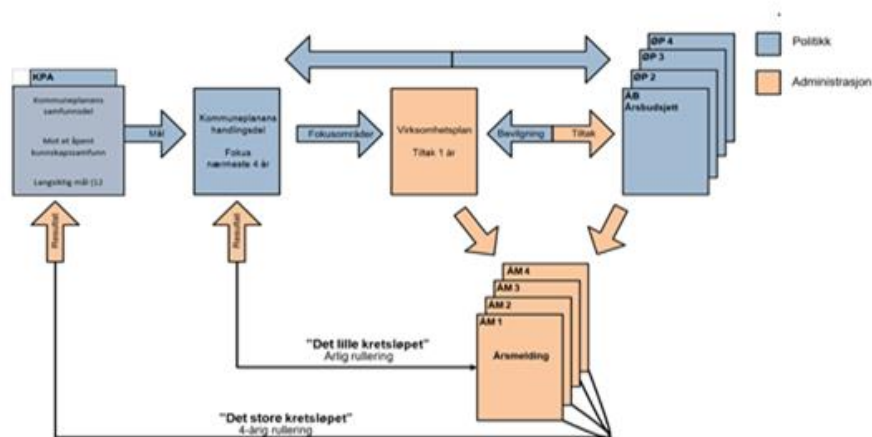 Politikk
Administrasjon
KPA
Kommuneplanens
samfunnsdel
Mot et åpent
kunnskapssamfunn
Langsiktig mål (12
Mål
Kommuneplanens
handlingsdel
Fokus
nærmeste 4 år
Fokusområder
Virksomhetsplan
Tiltak 1 år
Bevilgning
Tiltak
ØP 4
ØP 3
ØP 2
ÅB
Årsbudsjett
Resultat
Resultat
ÅM 4
ÅM 3
ÅM 2
ÅM 1
Årsmelding
"Det lille kretsløpet"
Årlig rullering
"Det store kretsløpet"
4-årig rullering